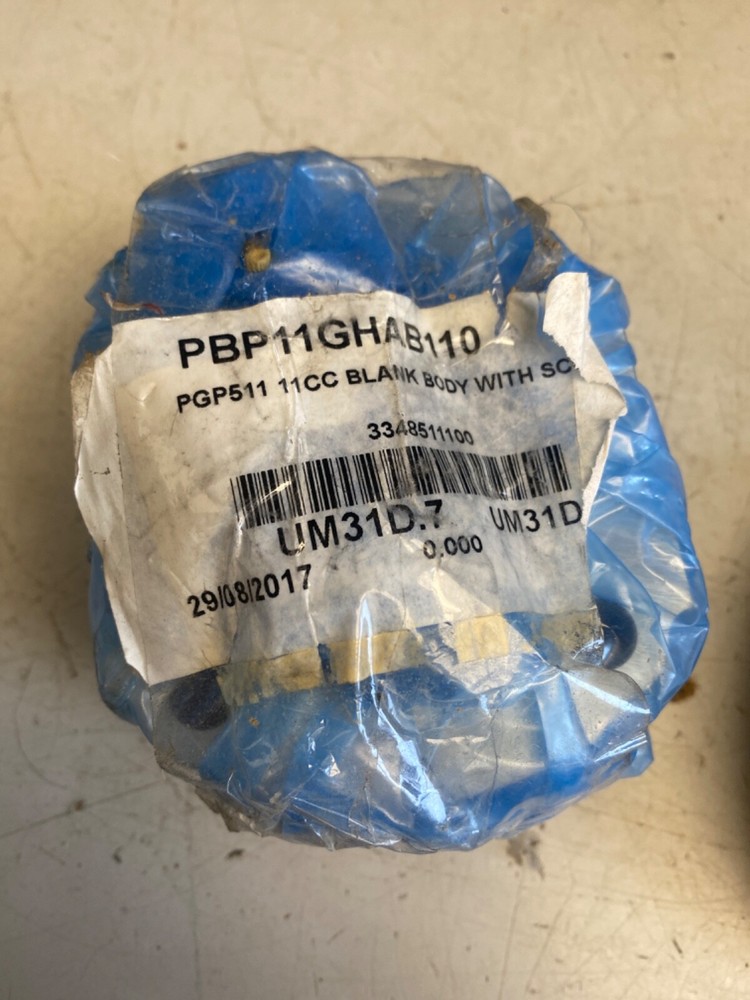 PBP11GHAB110
PGP511 11CC BLANK BODY WITH SC
3348511100
UM31D.7 UM31D
0.000
29/08/2017